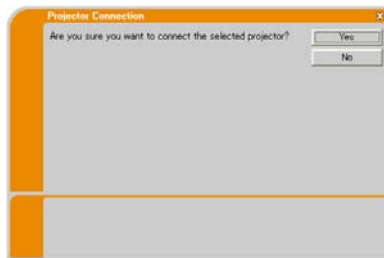 Projector Connection
X
Are you sure you want to connect the selected projector?
Yes
No